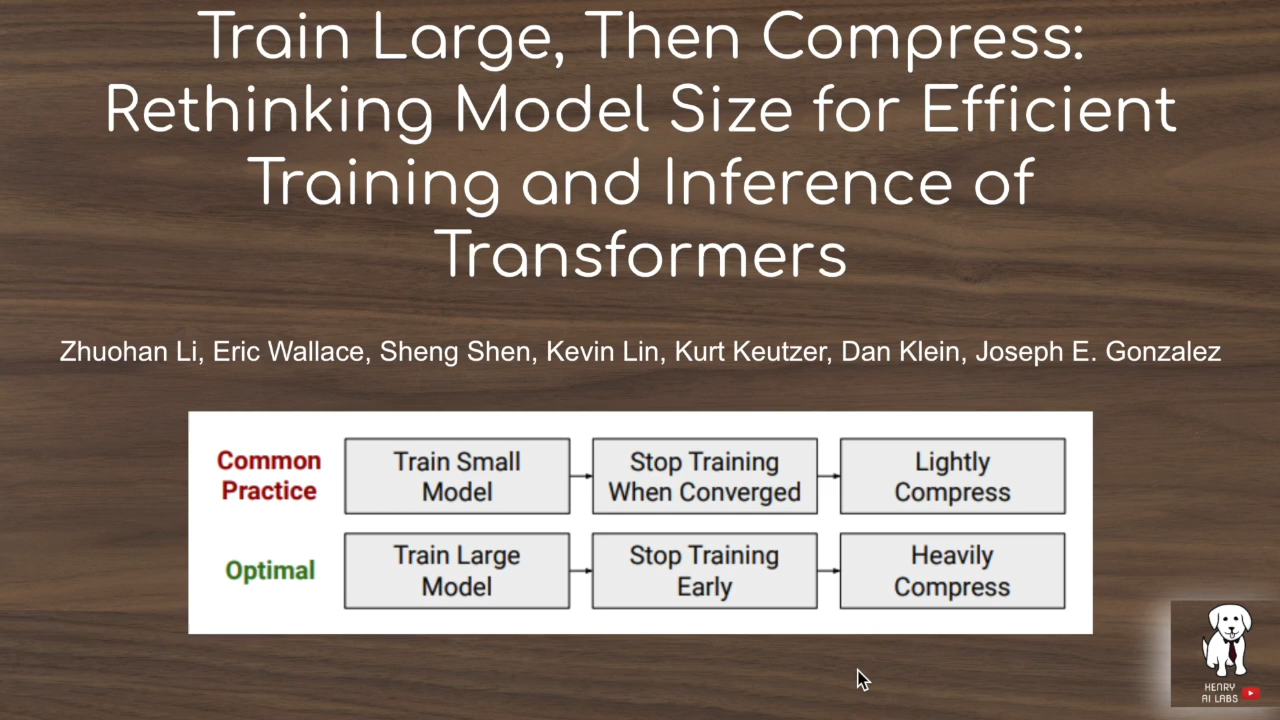 Train Large, Then Compress:
Rethinking Model Size for Efficient
Training and Inference of
Transformers
Zhuohan Li, Eric Wallace, Sheng Shen, Kevin Lin, Kurt Keutzer, Dan Klein, Joseph E. Gonzalez
Common
Practice
Train Small
Model
Stop Training
When Converged
Lightly
Compress
Optimal
Train Large
Model
Stop Training
Early
Heavily
Compress
HENRY
AI LABS